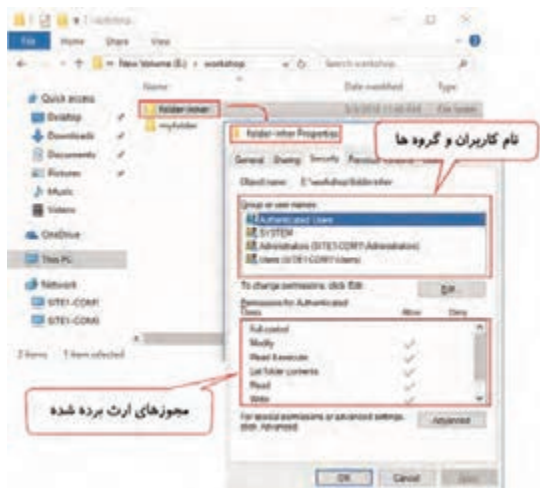 File Home Share View
New Volume (E:) › workshop
Search workshop
Name Date modified Type
Quick access
Desktop
Downloads
Documents
Pictures
Music
Videos
OneDrive
This PC
Network
SITE1-COM1
SITE1-COM6
2 items 1 item selected
folder-inher
myfolder
folder-inher Properties
نام کاربران و گروه ها
General Sharing Security
Object name: E:\workshop\folder-inher
Group or user names:
Authenticated Users
SYSTEM
Administrators
Users
To change permissions, click Edit.
Edit...
Permissions for Authenticated
Users Allow Deny
Full control
Modify
Read & execute
List folder contents
Read
Write
For special permissions or advanced settings,
click Advanced.
Advanced
OK Cancel Apply
مجوزهای ارث برده شده